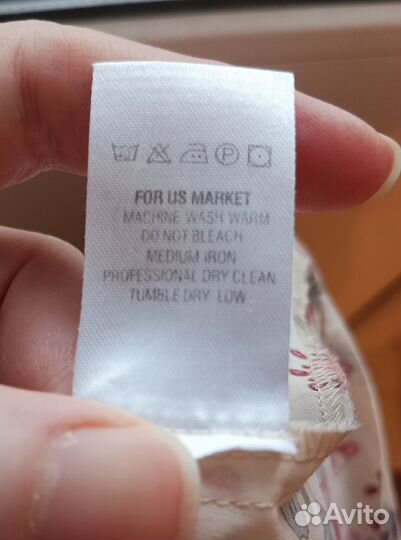 FOR US MARKET
MACHINE WASH WARM
DO NOT BLEACH
MEDIUM IRON
PROFESSIONAL DRY CLEAN
TUMBLE DRY LOW
Avito